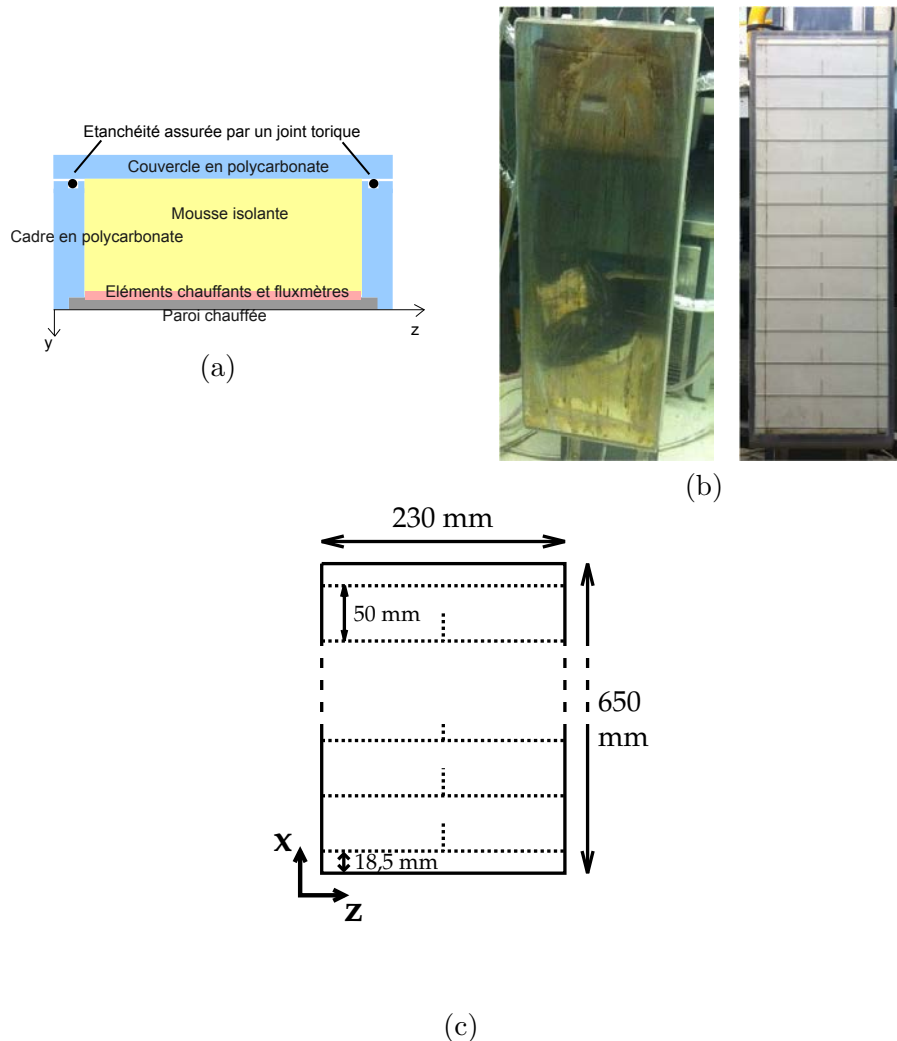 Etanchéité assurée par un joint torique
Couvercle en polycarbonate
Mousse isolante
Cadre en polycarbonate
Eléments chauffants et fluxmètres
Paroi chauffée
z
y
(a)
(b)
230 mm
50 mm
650
mm
18,5 mm
x
z
(c)